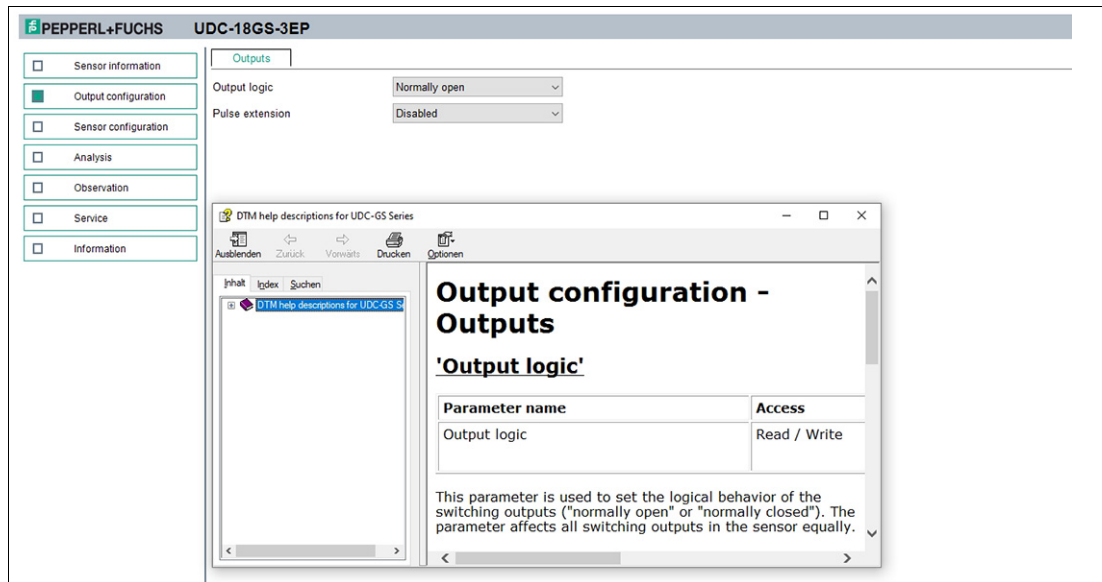 PEPPERL+FUCHS UDC-18GS-3EP
Sensor information
Output configuration
Sensor configuration
Analysis
Observation
Service
Information
Outputs
Output logic Normally open
Pulse extension Disabled
DTM help descriptions for UDC-GS Series
Ausblenden Zurück Vorwärts Drucken Optionen
Inhalt Index Suchen
DTM help descriptions for UDC-GS Se
Output configuration -
Outputs
'Output logic'
Parameter name Access
Output logic Read / Write
This parameter is used to set the logical behavior of the
switching outputs ("normally open" or "normally closed"). The
parameter affects all switching outputs in the sensor equally.